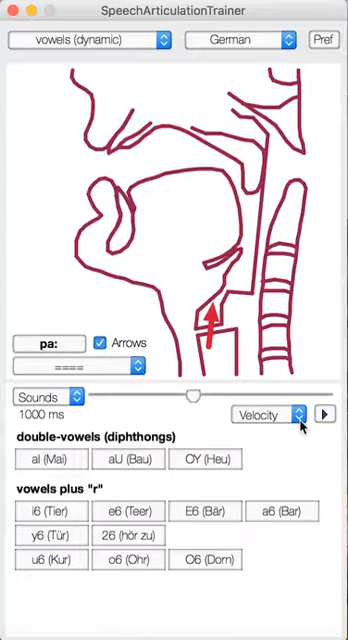 SpeechArticulationTrainer
vowels (dynamic) German Pref
pa: Arrows
====
Sounds
1000 ms Velocity
double-vowels (diphthongs)
aI (Mai) aU (Bau) OY (Heu)
vowels plus "r"
i6 (Tier) e6 (Teer) E6 (Bär) a6 (Bar)
y6 (Tür) 26 (hör zu)
u6 (Kur) o6 (Ohr) O6 (Dorn)